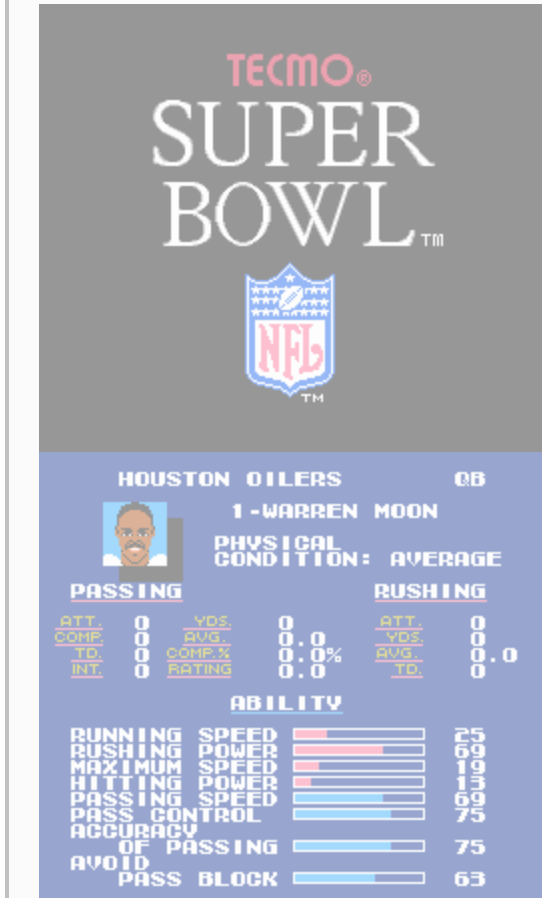 TECMO®
SUPER
BOWL™
NFL
TM
HOUSTON OILERS QB
1-WARREN MOON
PHYSICAL
CONDITION: AVERAGE
PASSING RUSHING
ATT. 0 YDS. 0 ATT. 0
COMP. 0 AVG. 0.0 YDS. 0
TD. 0 COMP.% 0.0% AVG. 0.0
INT. 0 RATING 0.0 TD. 0
ABILITY
RUNNING SPEED 25
RUSHING POWER 69
MAXIMUM SPEED 19
HITTING POWER 13
PASSING SPEED 69
PASS CONTROL 75
ACCURACY
OF PASSING 75
AVOID
PASS BLOCK 63